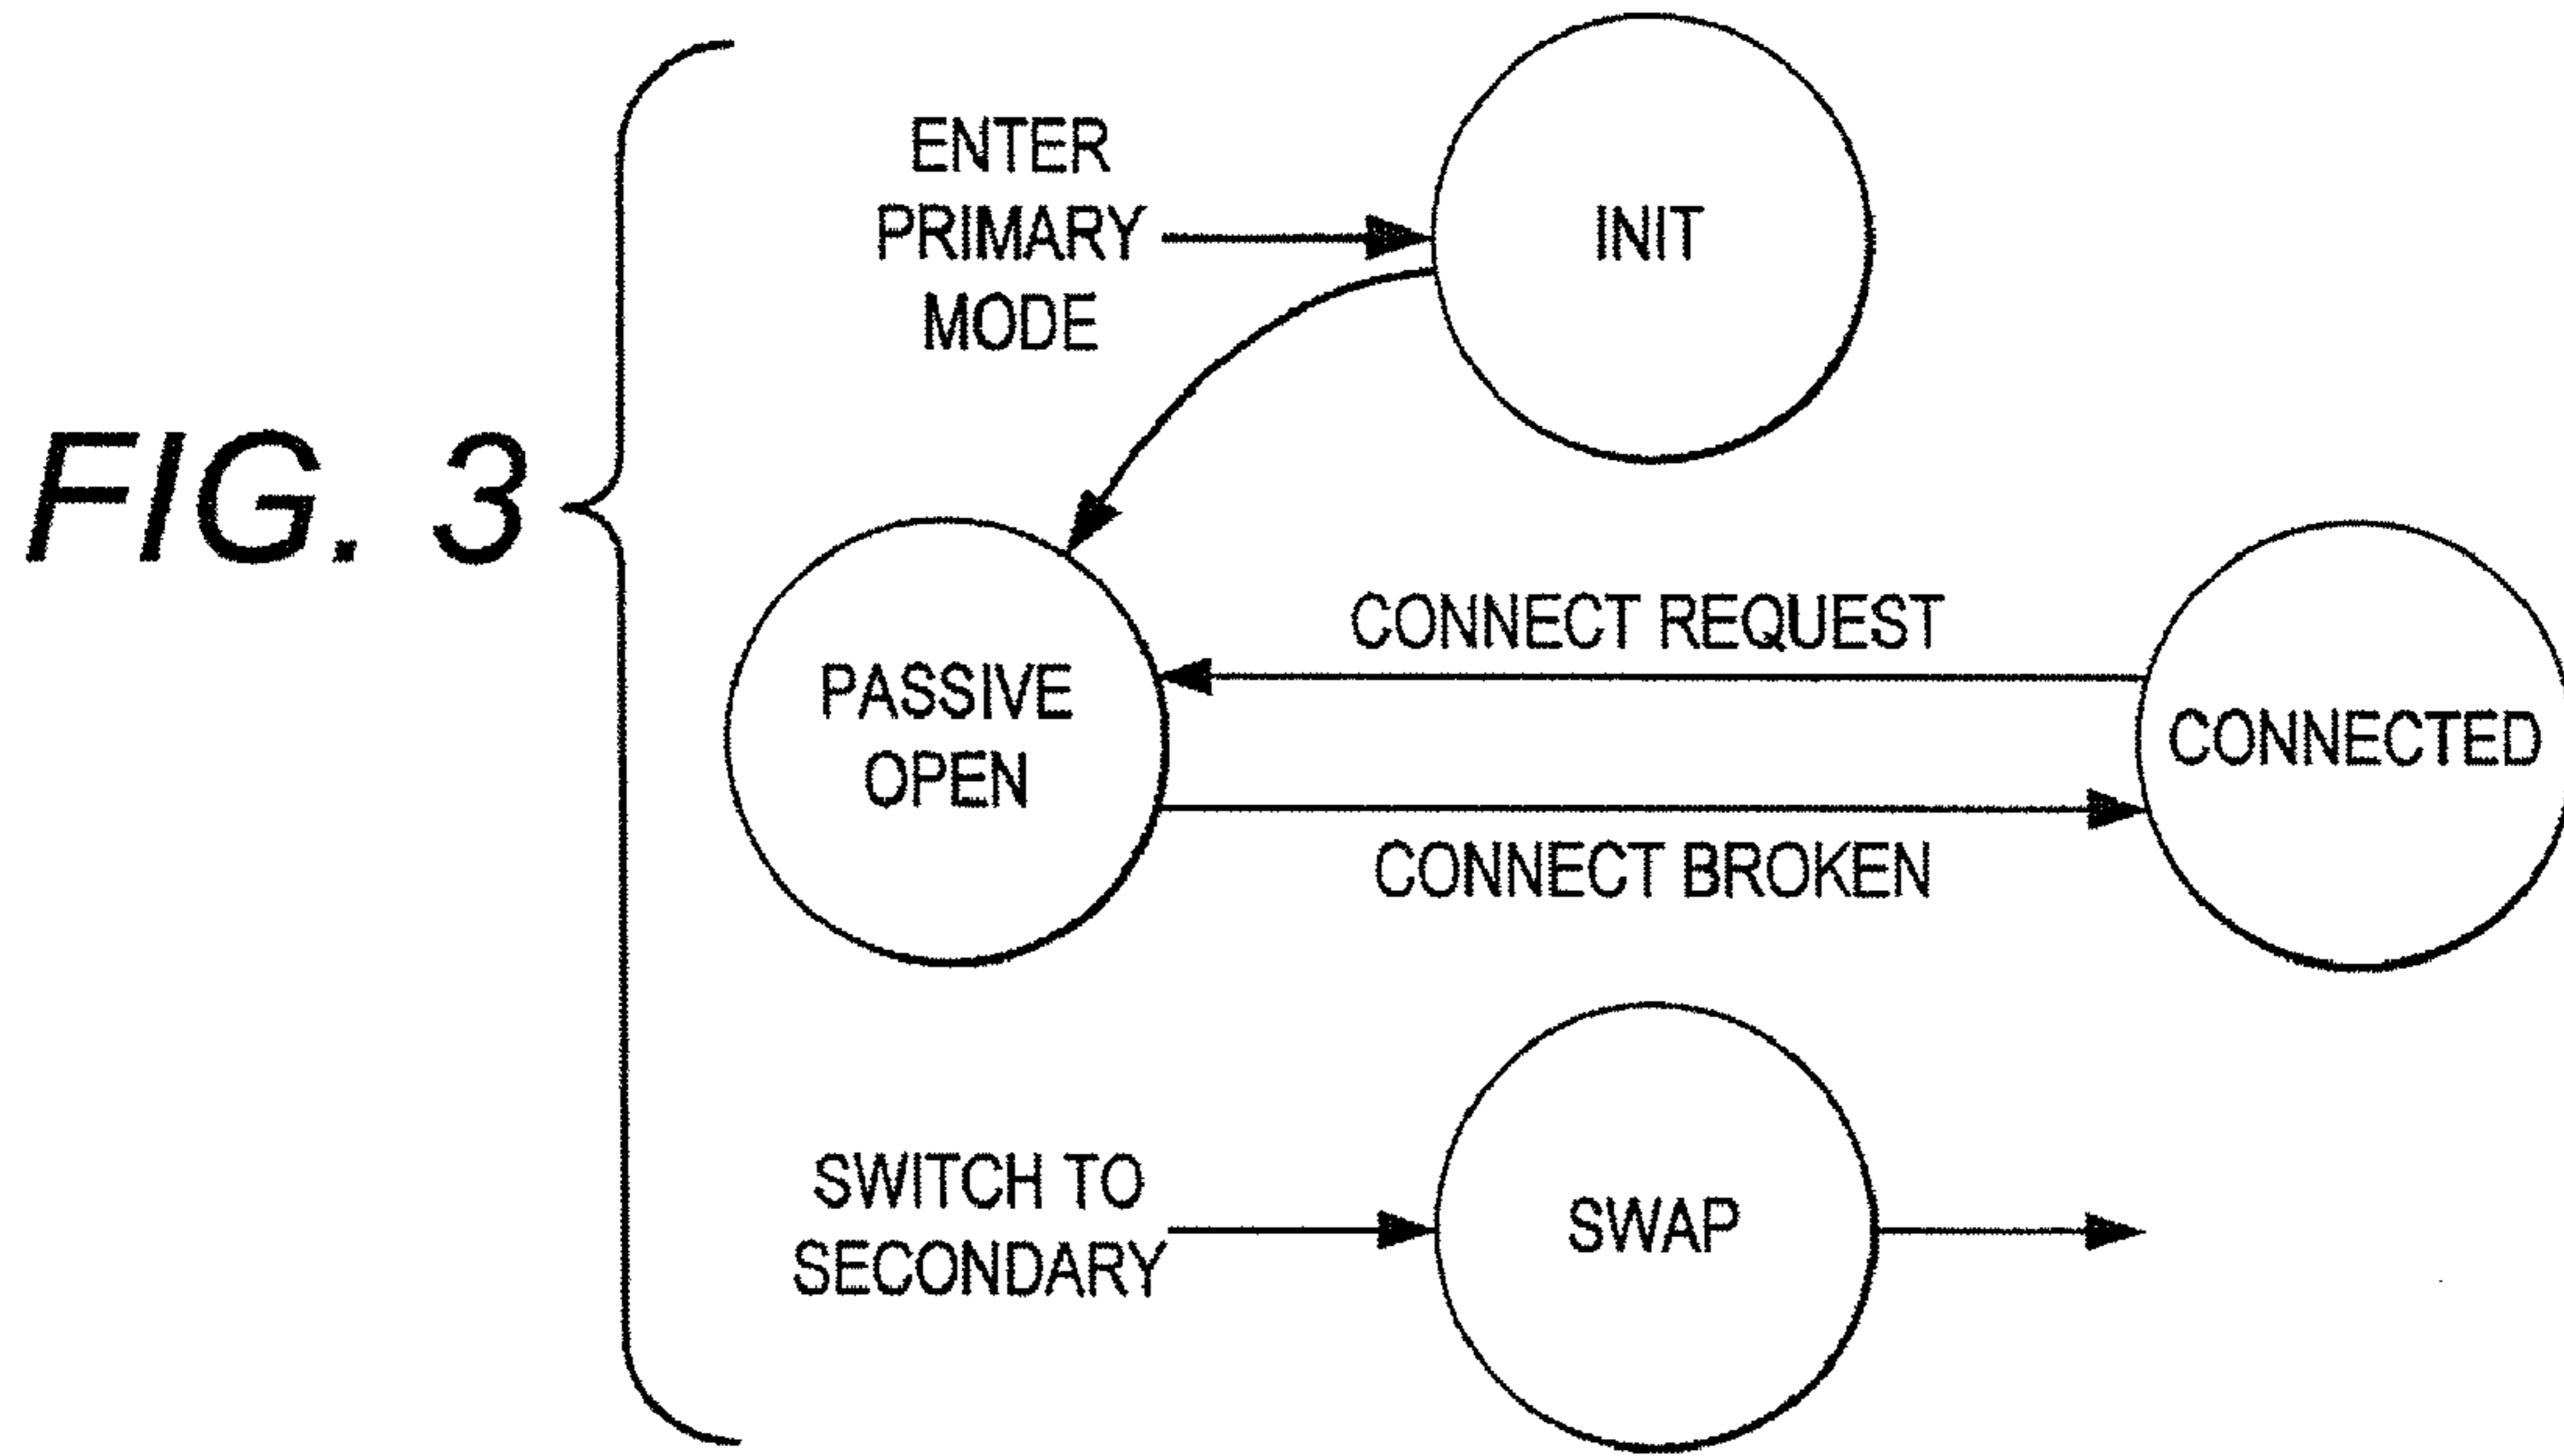 FIG. 3
ENTER
PRIMARY
MODE
INIT
PASSIVE
OPEN
CONNECT REQUEST
CONNECTED
CONNECT BROKEN
SWITCH TO
SECONDARY
SWAP